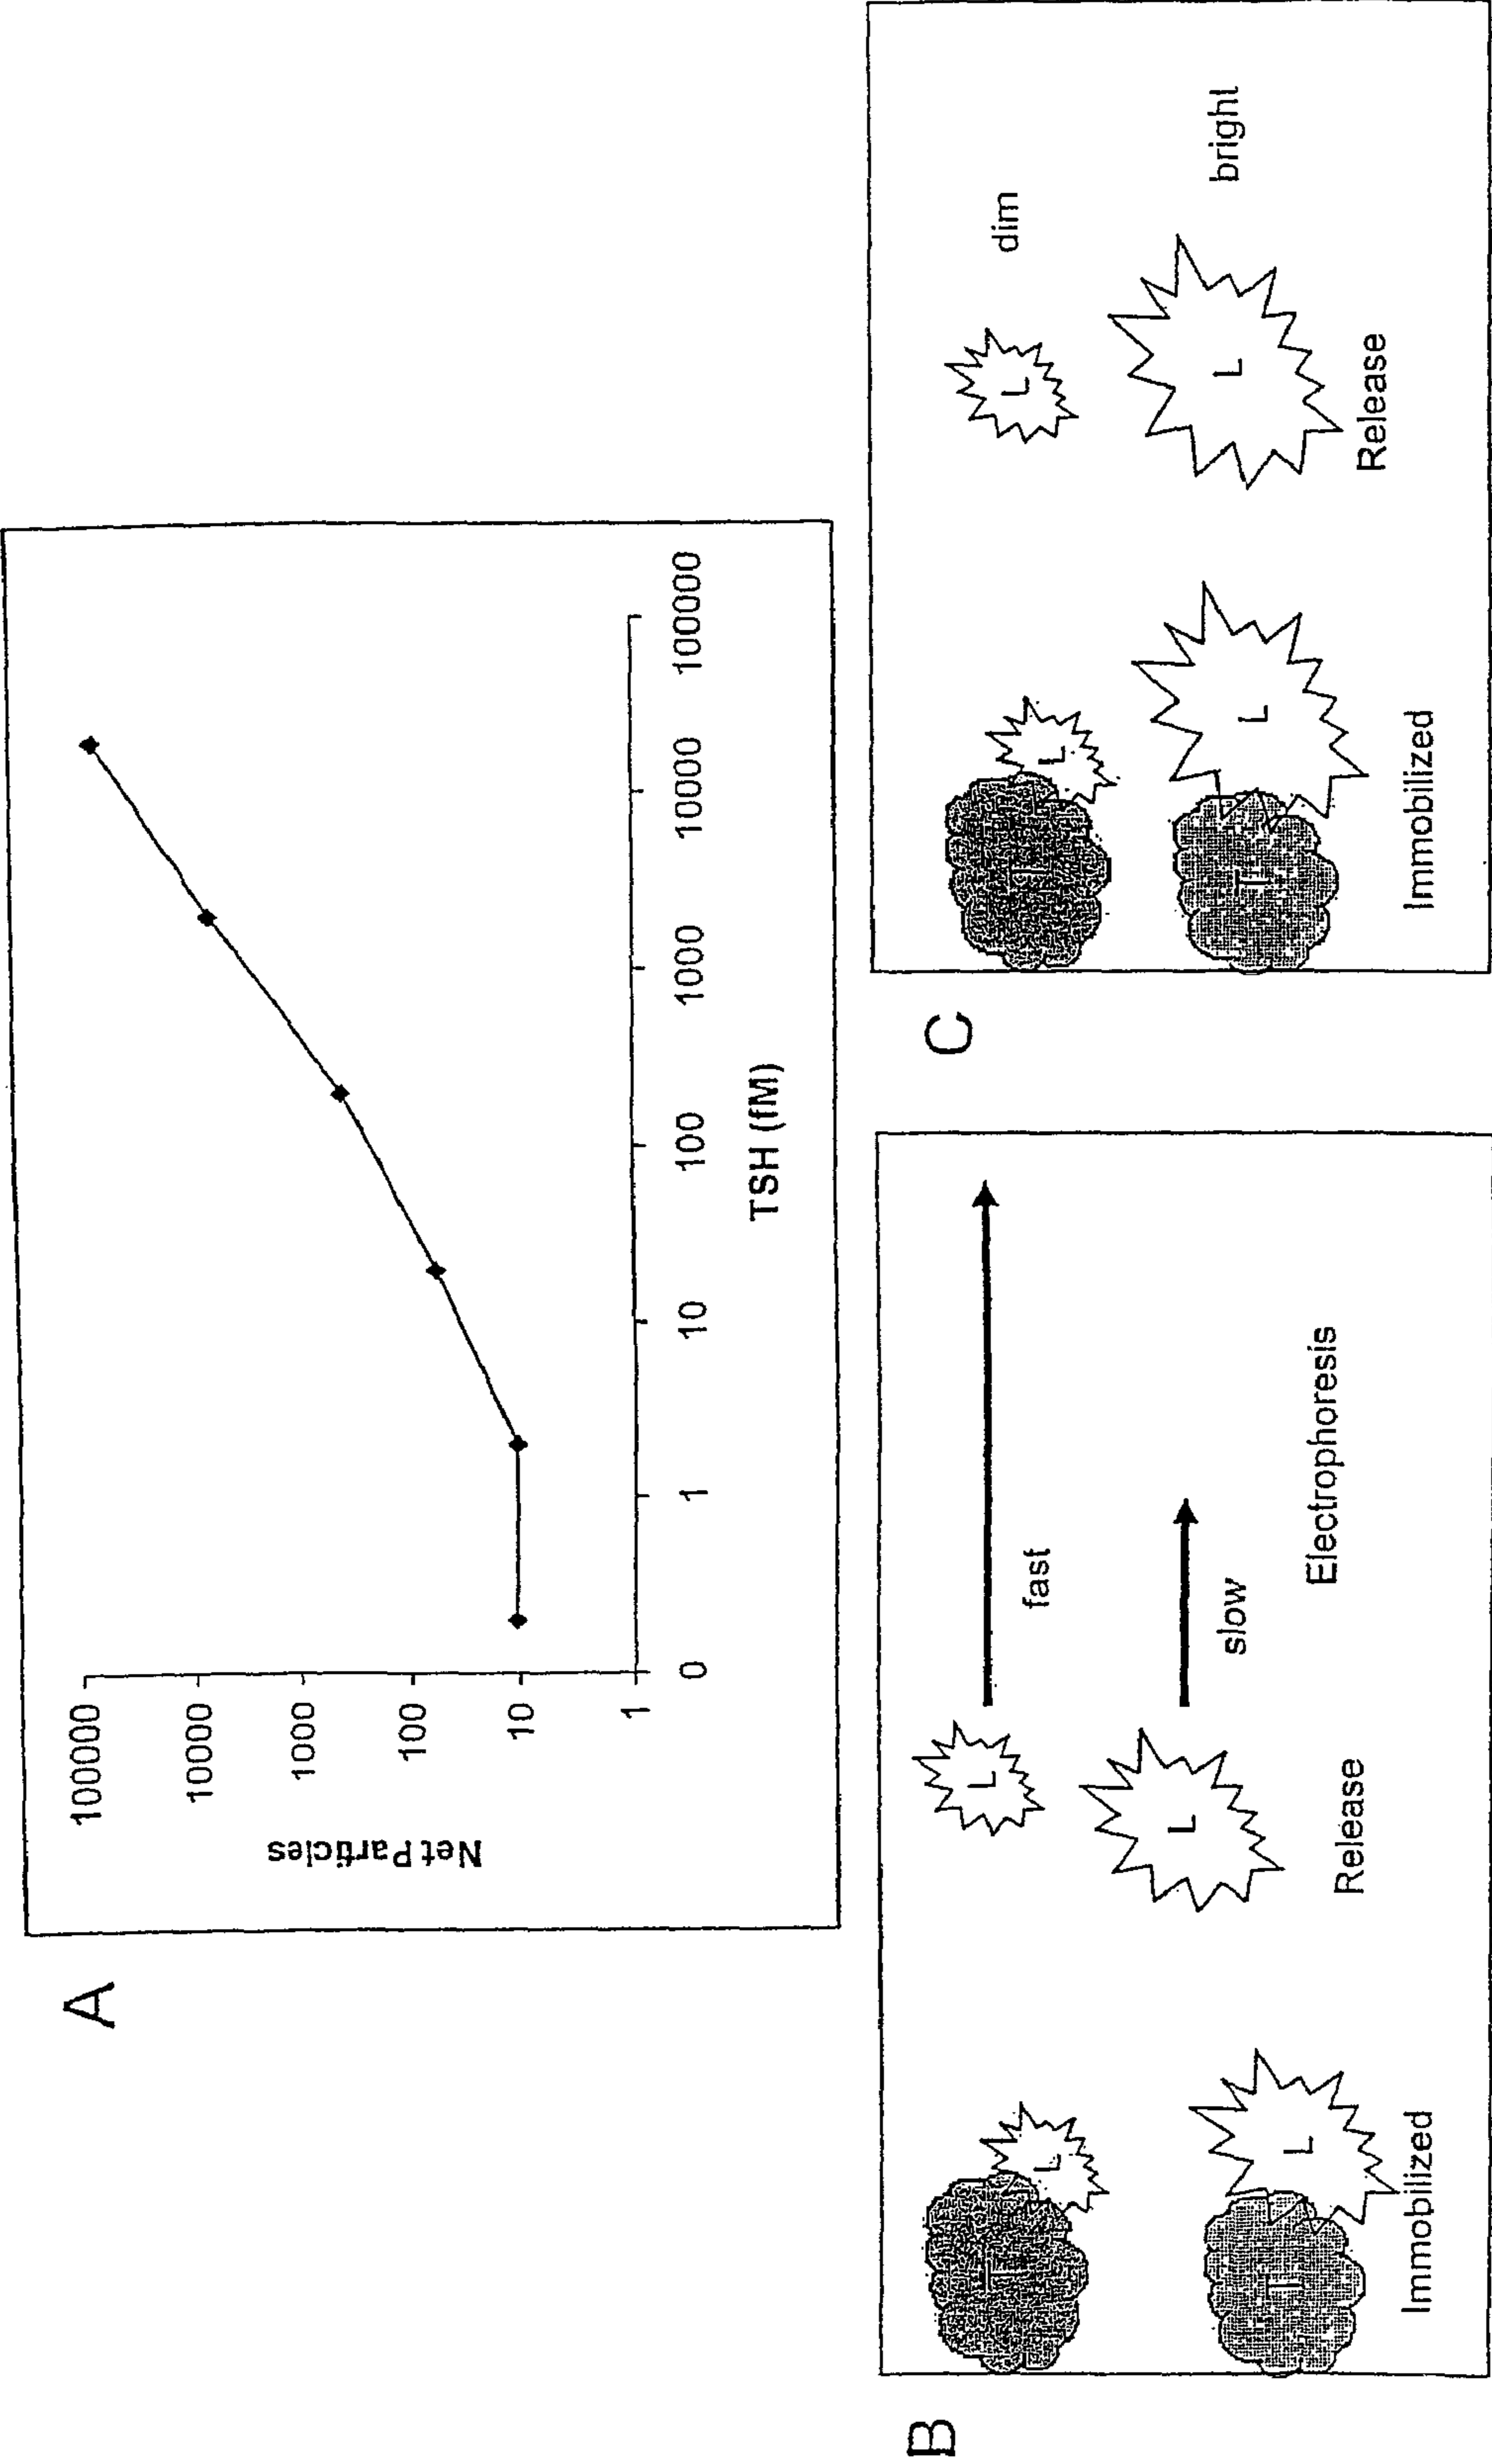 A
Net Particles
100000
10000
1000
100
10
1
0
1
10
100
1000
10000
100000
TSH (fM)
B
T
L
T
L
Immobilized
L
L
Release
fast
slow
Electrophoresis
C
T
L
T
L
Immobilized
L
L
Release
dim
bright